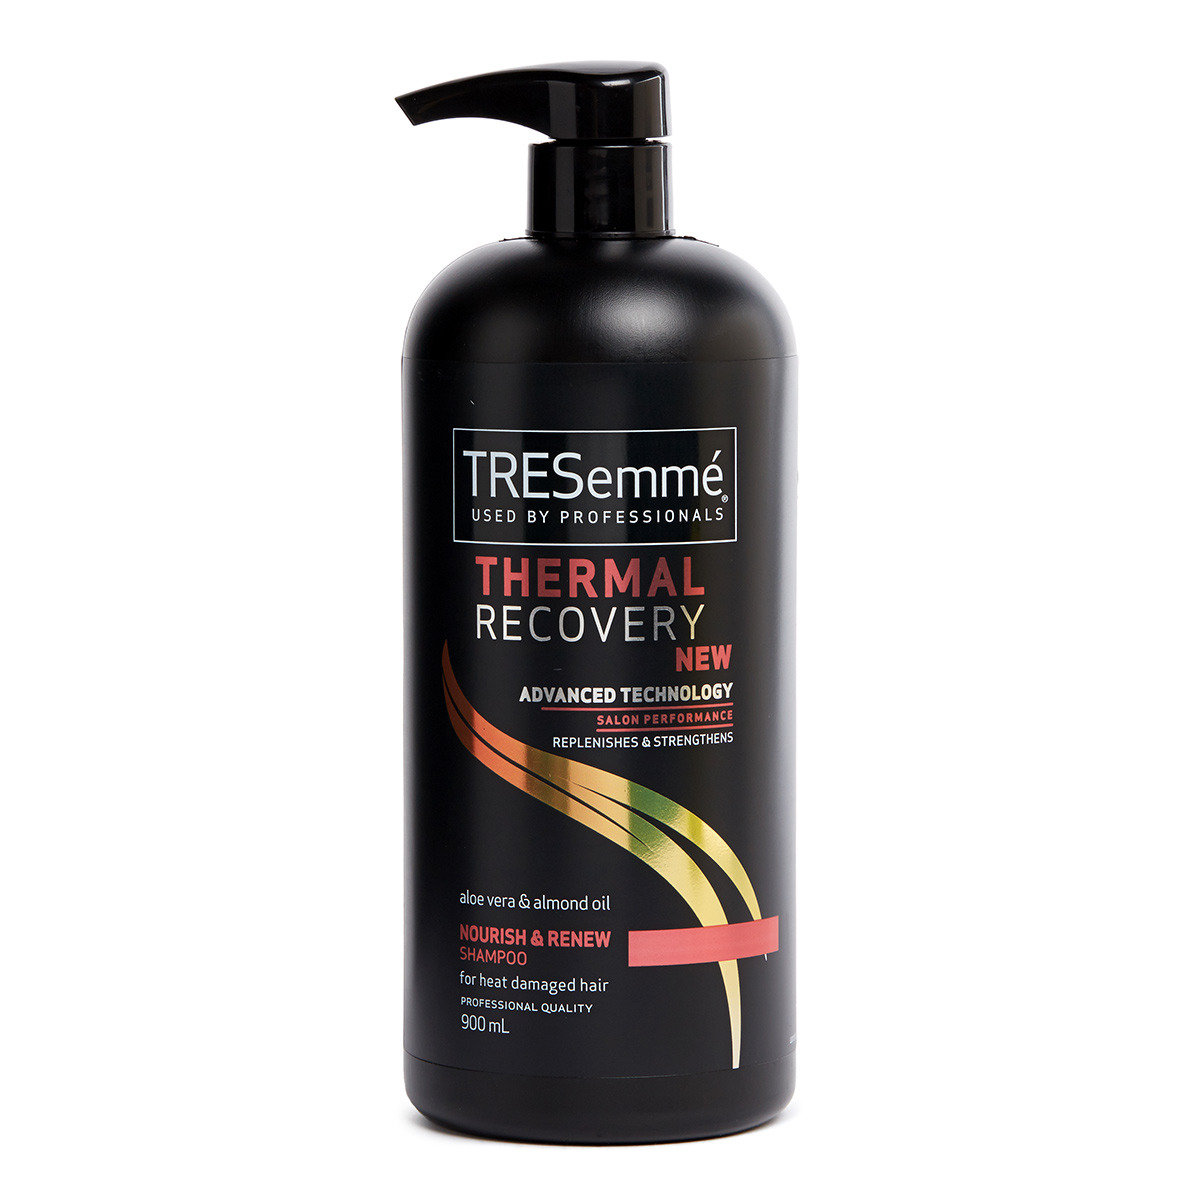 TRESemmé®
USED BY PROFESSIONALS
THERMAL
RECOVERY
NEW
ADVANCED TECHNOLOGY
SALON PERFORMANCE
REPLENISHES & STRENGTHENS
aloe vera & almond oil
NOURISH & RENEW
SHAMPOO
for heat damaged hair
PROFESSIONAL QUALITY
900 mL